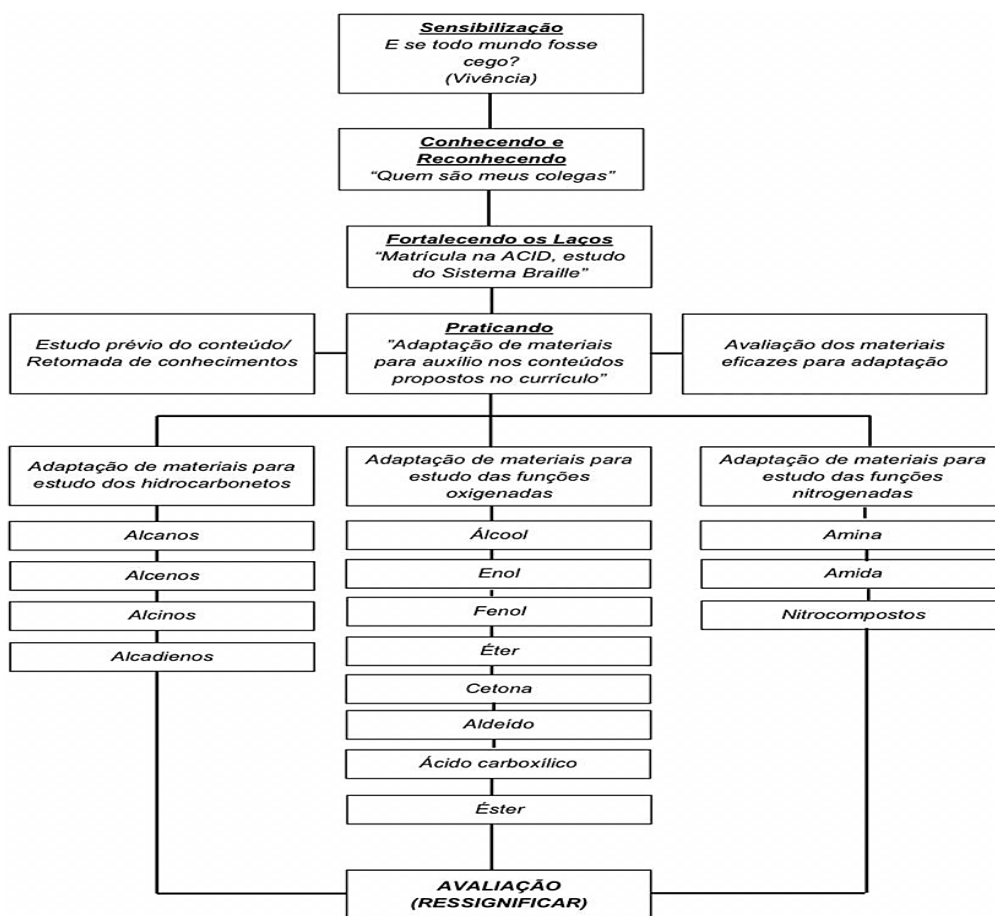 Sensibilização
E se todo mundo fosse
cego?
(Vivência)
Conhecendo e
Reconhecendo
“Quem são meus colegas”
Fortalecendo os Laços
“Matrícula na ACID, estudo
do Sistema Braille”
Estudo prévio do conteúdo/
Retomada de conhecimentos
Praticando
”Adaptação de materiais
para auxílio nos conteúdos
propostos no currículo”
Avaliação dos materiais
eficazes para adaptação
Adaptação de materiais para
estudo dos hidrocarbonetos
Alcanos
Alcenos
Alcinos
Alcadienos
Adaptação de materiais para
estudo das funções
oxigenadas
Álcool
Enol
Fenol
Éter
Cetona
Aldeído
Ácido carboxílico
Éster
Adaptação de materiais para
estudo das funções
nitrogenadas
Amina
Amida
Nitrocompostos
AVALIAÇÃO
(RESSIGNIFICAR)